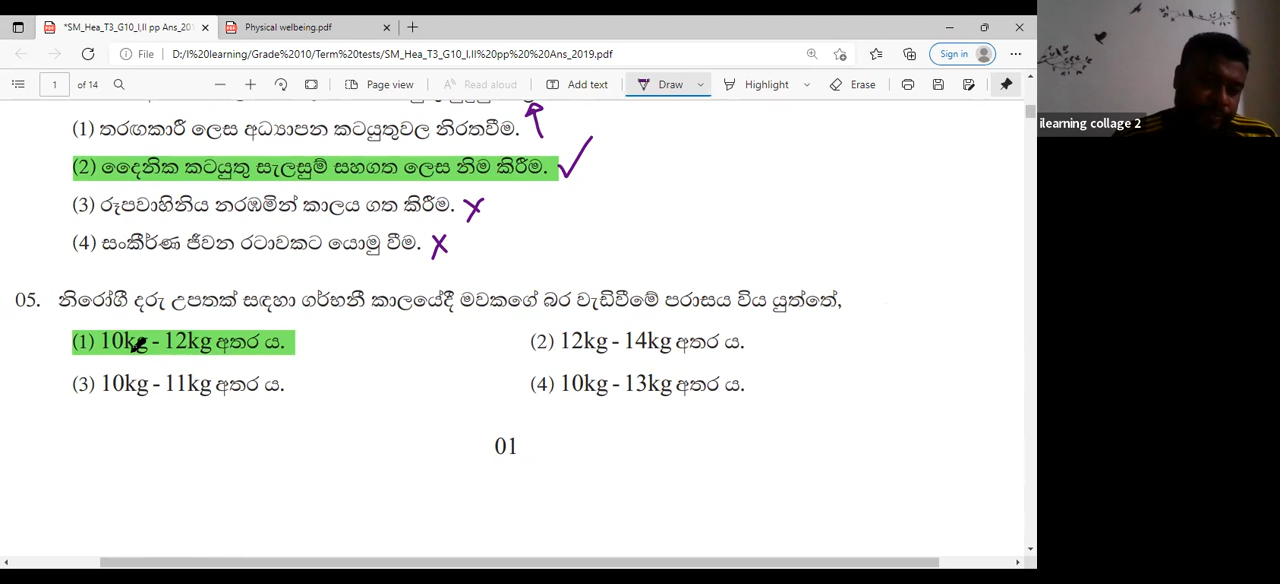 *SM_Hea_T3_G10_I,II pp Ans_201
Physical welbeing.pdf
File D:/I%20learning/Grade%2010/Term%20tests/SM_Hea_T3_G10_I,II%20pp%20%20Ans_2019.pdf
Sign in
1 of 14
Page view
Read aloud
Add text
Draw
Highlight
Erase
ilearning collage 2
(1) තරඟකාරී ලෙස අධ්‍යාපන කටයුතුවල නිරතවීම.
(2) දෛනික කටයුතු සැලසුම් සහගත ලෙස නිම කිරීම.
(3) රූපවාහිනිය නරඹමින් කාලය ගත කිරීම.
(4) සංකීර්ණ ජීවන රටාවකට යොමු වීම.
05. නිරෝගී දරු උපතක් සඳහා ගර්භනී කාලයේදී මවකගේ බර වැඩිවීමේ පරාසය විය යුත්තේ,
(1) 10kg - 12kg අතර ය.
(2) 12kg - 14kg අතර ය.
(3) 10kg - 11kg අතර ය.
(4) 10kg - 13kg අතර ය.
01